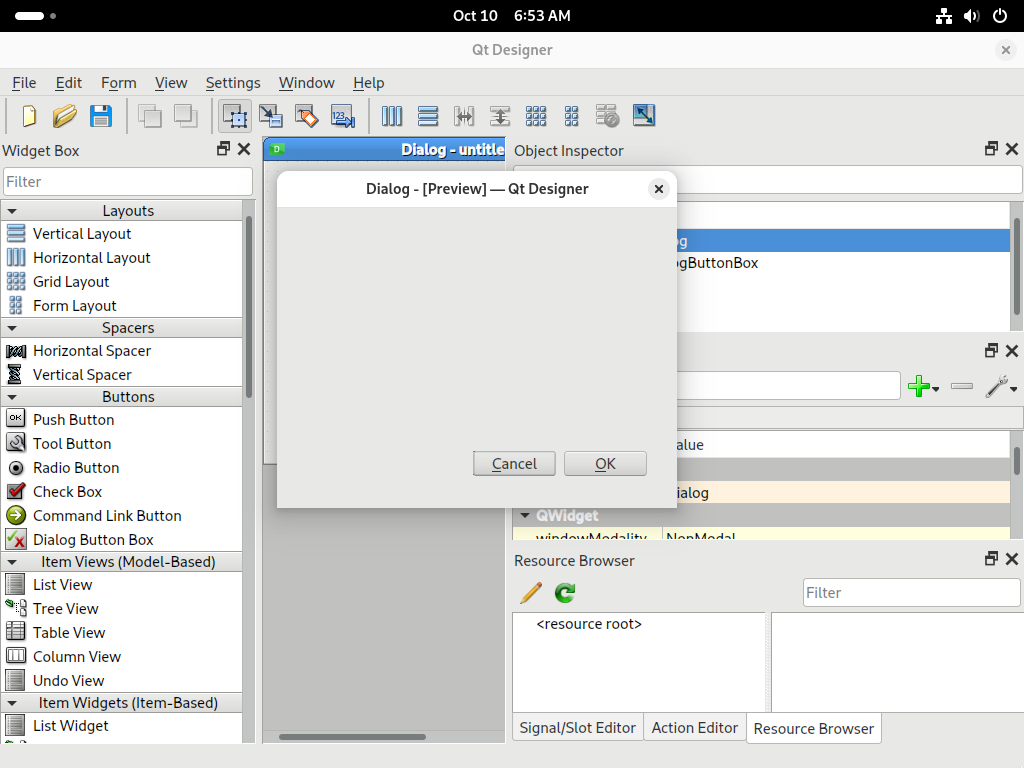 Oct 10 6:53 AM
Qt Designer
File Edit Form View Settings Window Help
Widget Box
Filter
Layouts
Vertical Layout
Horizontal Layout
Grid Layout
Form Layout
Spacers
Horizontal Spacer
Vertical Spacer
Buttons
Push Button
Tool Button
Radio Button
Check Box
Command Link Button
Dialog Button Box
Item Views (Model-Based)
List View
Tree View
Table View
Column View
Undo View
Item Widgets (Item-Based)
List Widget
Dialog - untitle
Dialog - [Preview] — Qt Designer
Cancel OK
Object Inspector
og
ogButtonBox
alue
ialog
QWidget
windowModality NonModal
Resource Browser
Filter
<resource root>
Signal/Slot Editor Action Editor Resource Browser